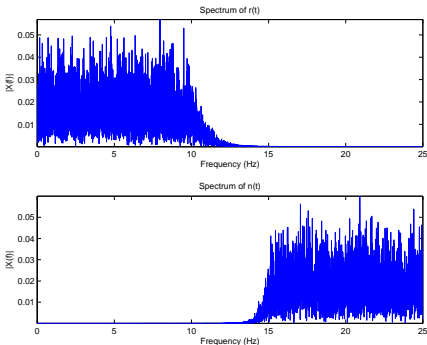 Spectrum of r(t)
0.05
0.04
0.03
0.02
0.01
|X(f)|
0 5 10 15 20 25
Frequency (Hz)
Spectrum of n(t)
0.05
0.04
0.03
0.02
0.01
|X(f)|
0 5 10 15 20 25
Frequency (Hz)